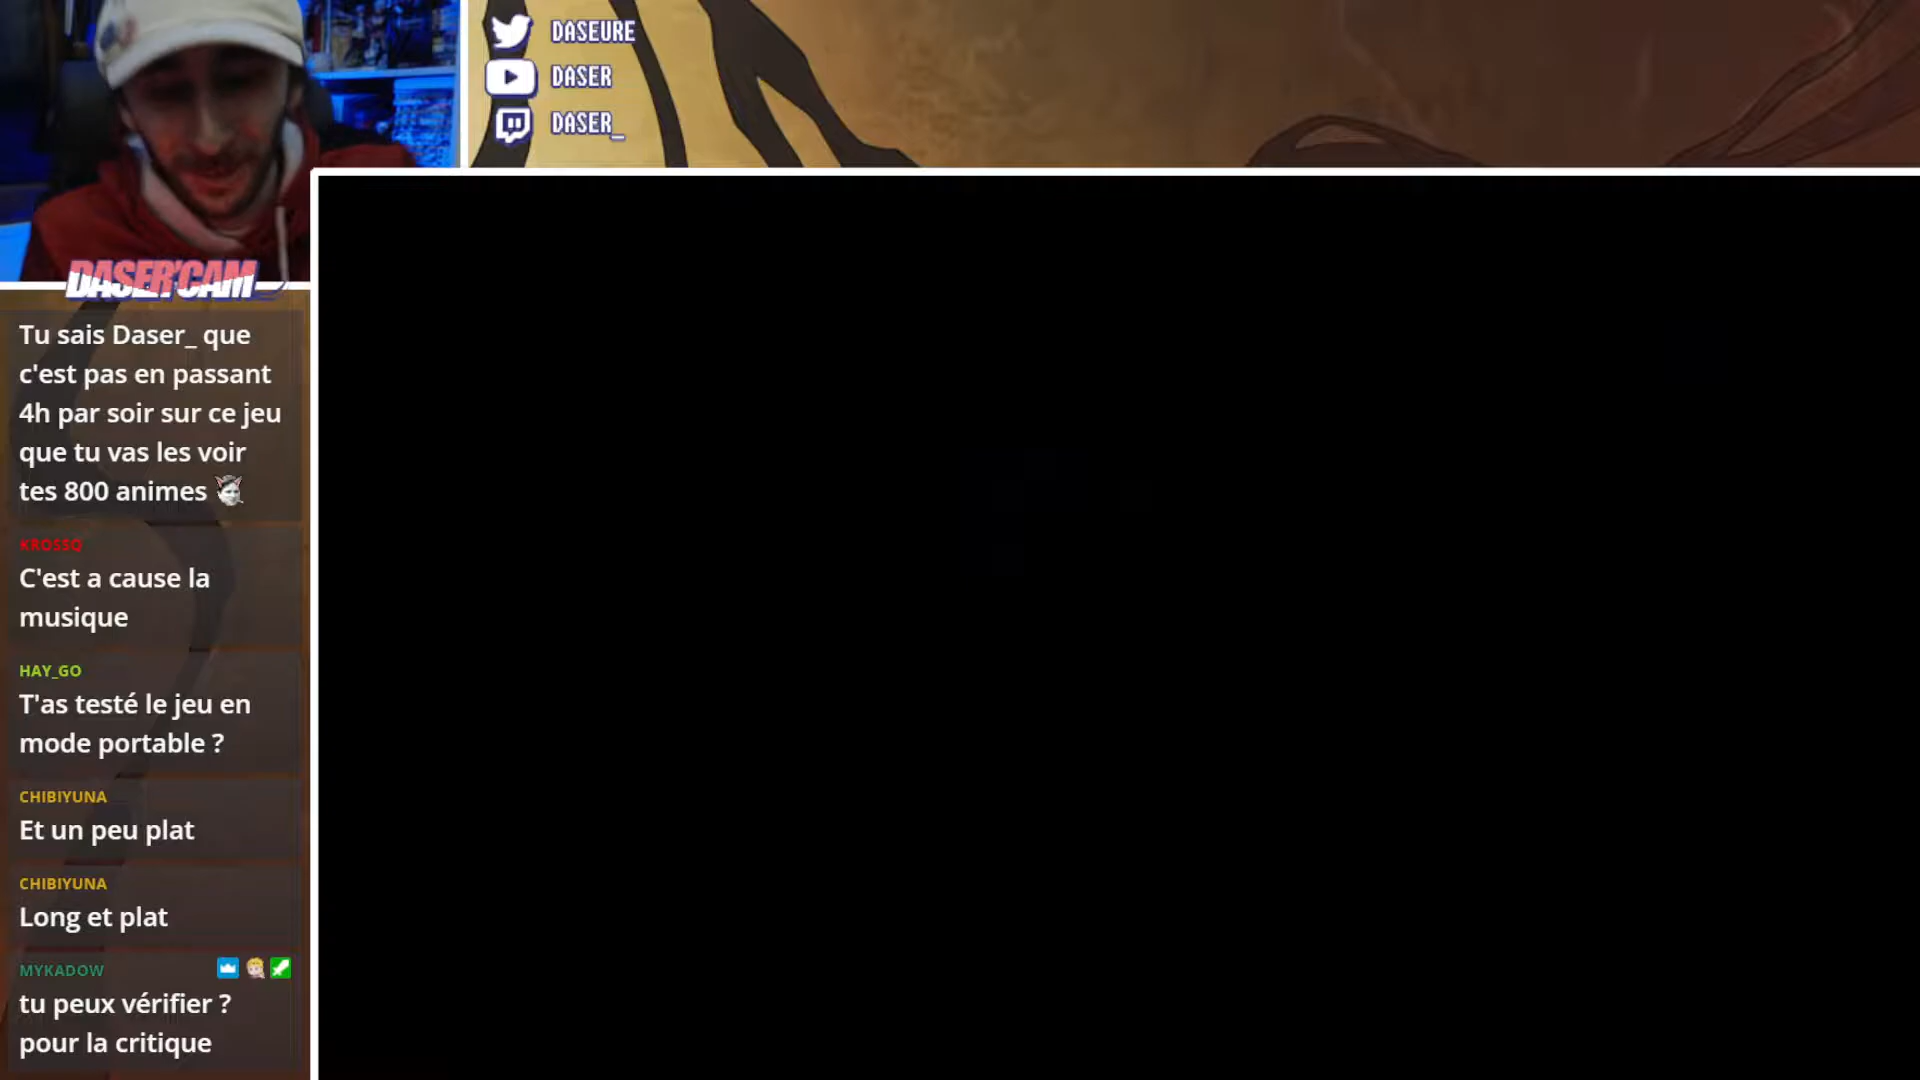 DASEURE
DASER
DASER_
DASER'CAM
Tu sais Daser_ que
c'est pas en passant
4h par soir sur ce jeu
que tu vas les voir
tes 800 animes
KROSSQ
C'est a cause la
musique
HAY_GO
T'as testé le jeu en
mode portable ?
CHIBIYUNA
Et un peu plat
CHIBIYUNA
Long et plat
MYKADOW
tu peux vérifier ?
pour la critique